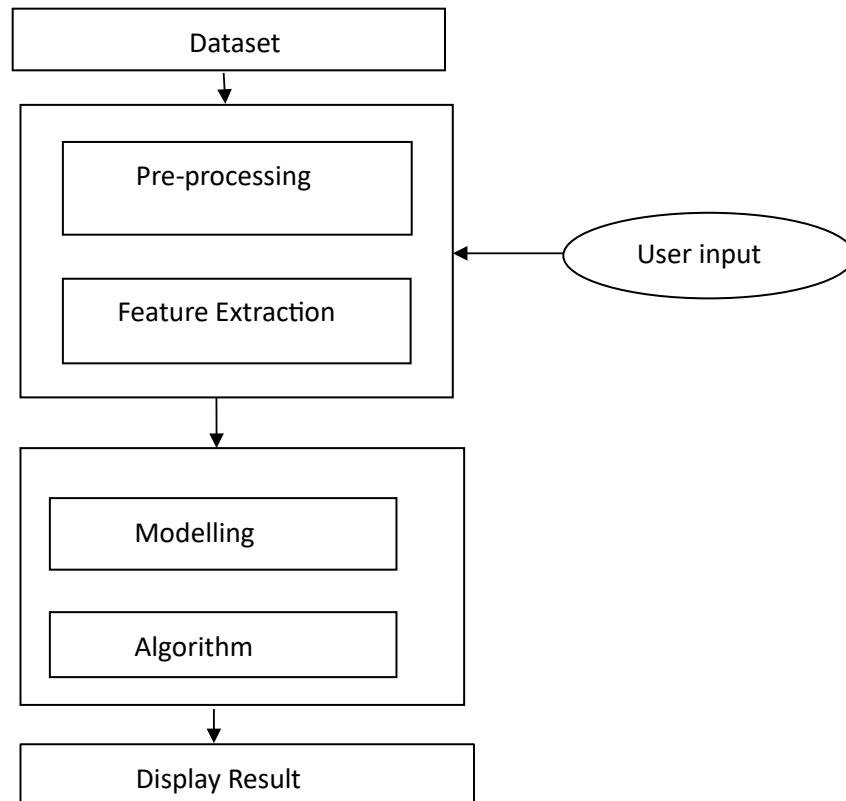 Dataset
Pre-processing
User input
Feature Extraction
Modelling
Algorithm
Display Result